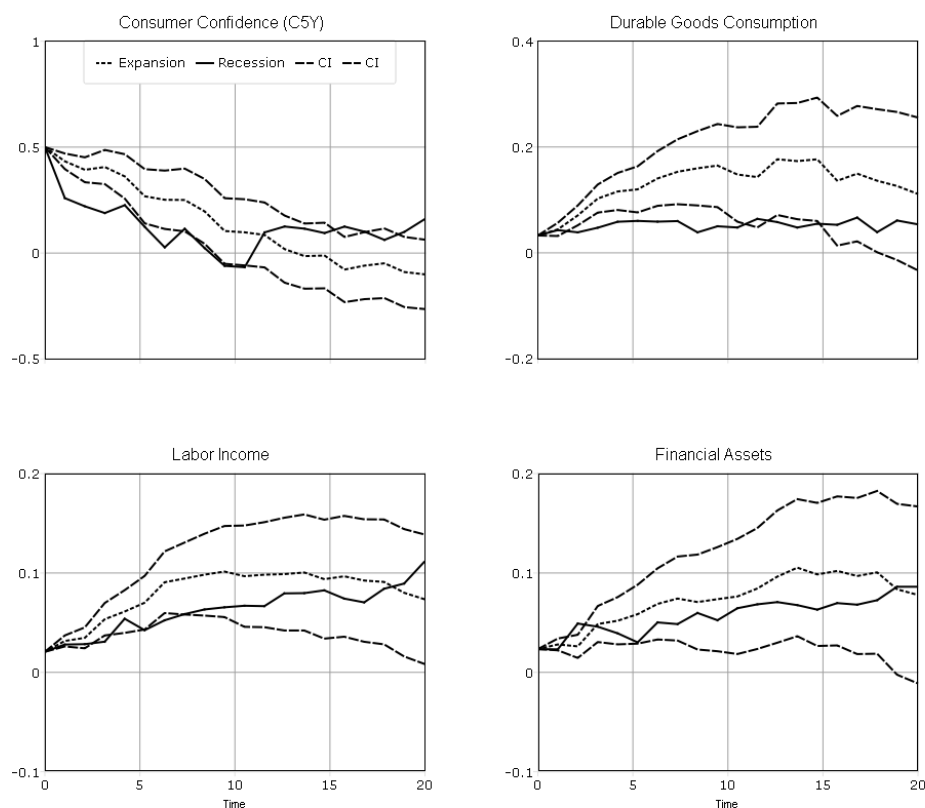 Consumer Confidence (C5Y)
1
0.5
0
-0.5
Expansion Recession CI CI
Durable Goods Consumption
0.4
0.2
0
-0.2
Labor Income
0.2
0.1
0
-0.1
0 5 10 15 20
Time
Financial Assets
0.2
0.1
0
-0.1
0 5 10 15 20
Time